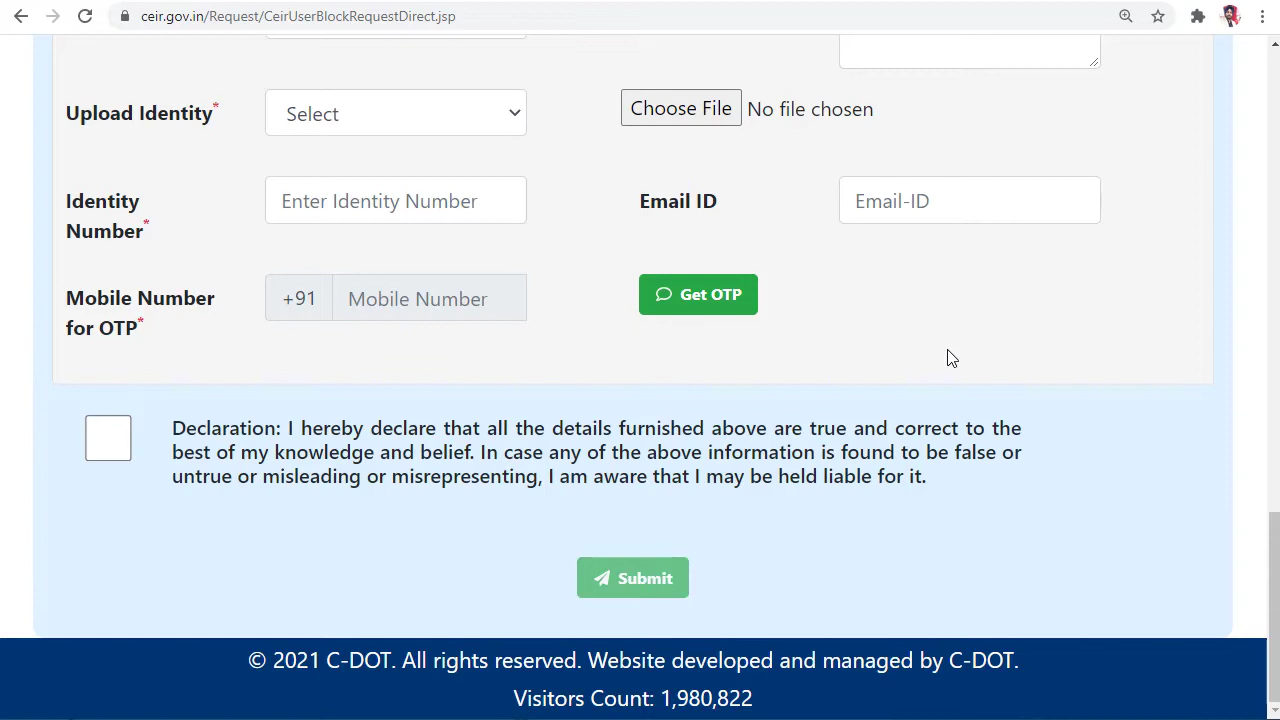 ceir.gov.in/Request/CeirUserBlockRequestDirect.jsp
Upload Identity*
Select
Choose File No file chosen
Identity
Number*
Enter Identity Number
Email ID
Email-ID
Mobile Number
for OTP*
+91
Mobile Number
Get OTP
Declaration: I hereby declare that all the details furnished above are true and correct to the
best of my knowledge and belief. In case any of the above information is found to be false or
untrue or misleading or misrepresenting, I am aware that I may be held liable for it.
Submit
© 2021 C-DOT. All rights reserved. Website developed and managed by C-DOT.
Visitors Count: 1,980,822